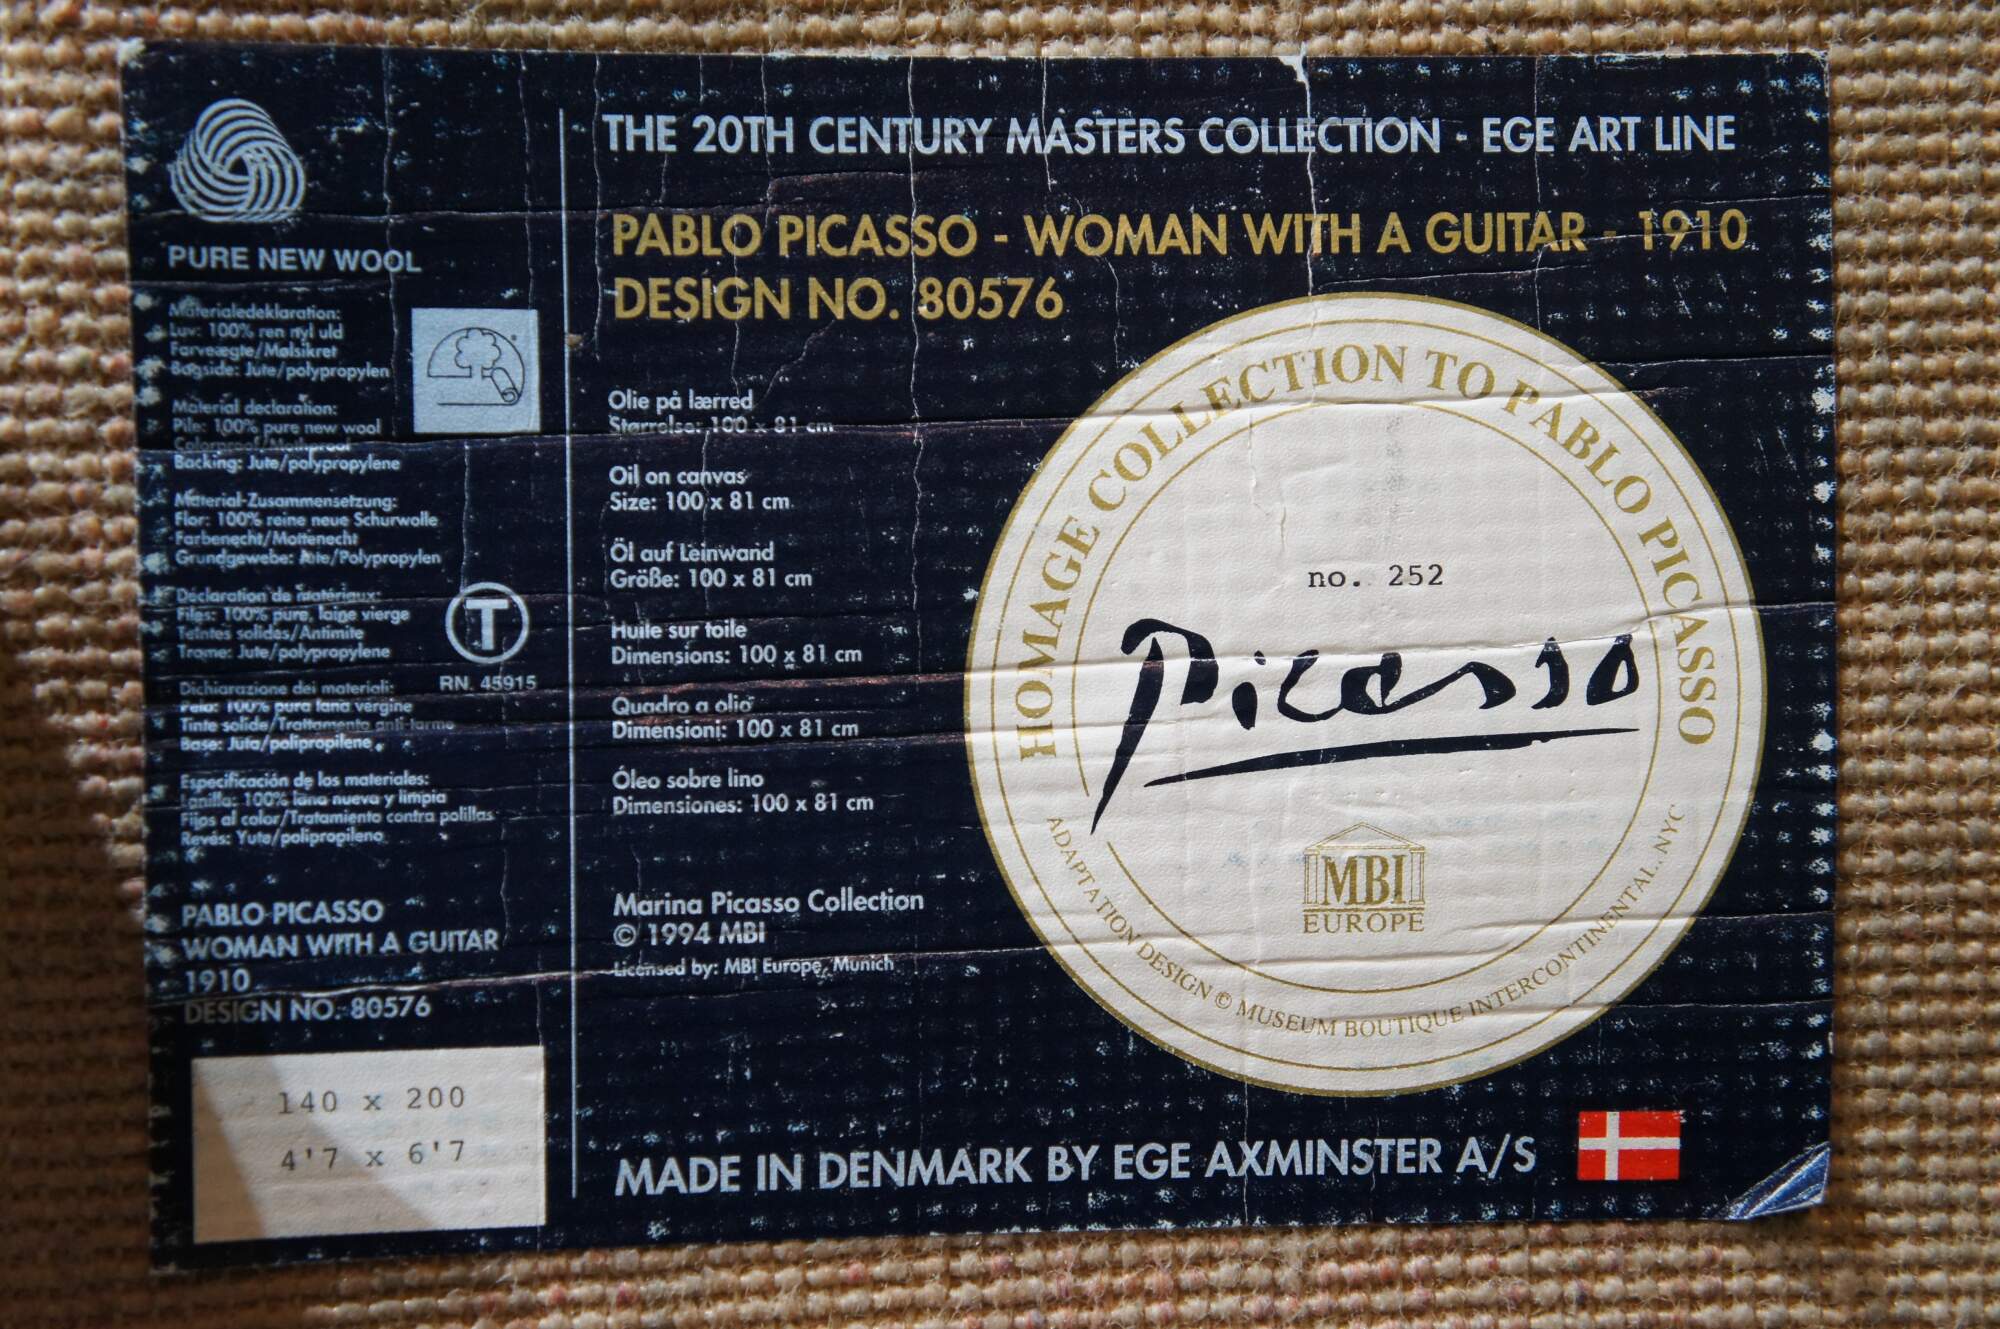 PURE NEW WOOL
Materialedeklaration:
Luv: 100% ren nyl uld
Farveægte/Mølsikret
Bagside: Jute/polypropylen
Material declaration:
Pile: 100% pure new wool
Colorproof/Mothproof
Backing: Jute/polypropylene
Material-Zusammensetzung:
Flor: 100% reine neue Schurwolle
Farbenecht/Mottenecht
Grundgewebe: Jute/Polypropylen
Déclaration de matériaux:
Files: 100% pure, laine vierge
Teintes solides/Antimite
Trame: Jute/polypropylene
T
RN. 45915
Dichiarazione dei materiali:
Pelo: 100% pura lana vergine
Tinte solide/Trattamento anti-tarme
Base: Juta/polipropilene
Especificación de los materiales:
Lanilla: 100% lana nueva y limpia
Fijos al color/Tratamiento contra polillas
Revés: Yute/polipropileno
PABLO PICASSO
WOMAN WITH A GUITAR
1910
DESIGN NO. 80576
140 x 200
4'7 x 6'7
THE 20TH CENTURY MASTERS COLLECTION - EGE ART LINE
PABLO PICASSO - WOMAN WITH A GUITAR - 1910
DESIGN NO. 80576
Olie på lærred
Størrelse: 100 x 81 cm
Oil on canvas
Size: 100 x 81 cm
Öl auf Leinwand
Größe: 100 x 81 cm
Huile sur toile
Dimensions: 100 x 81 cm
Quadro a olio
Dimensioni: 100 x 81 cm
Óleo sobre lino
Dimensiones: 100 x 81 cm
Marina Picasso Collection
© 1994 MBI
Licensed by: MBI Europe, Munich
HOMAGE COLLECTION TO PABLO PICASSO
no. 252
Picasso
MBI
EUROPE
ADAPTATION DESIGN © MUSEUM BOUTIQUE INTERCONTINENTAL. NYC
MADE IN DENMARK BY EGE AXMINSTER A/S